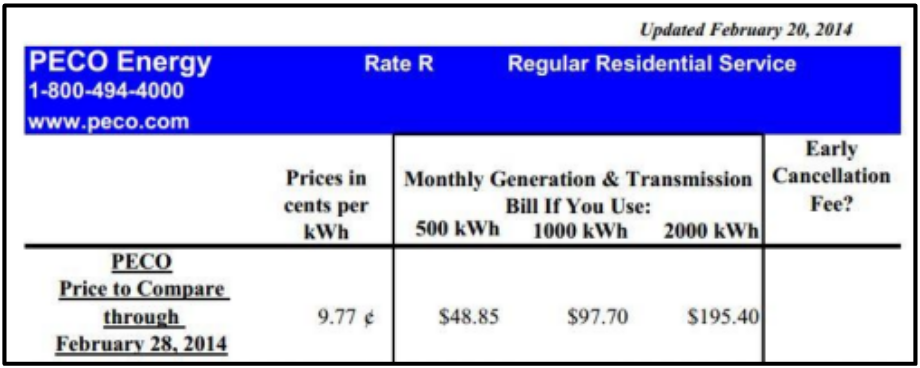 Updated February 20, 2014
PECO Energy Rate R Regular Residential Service
1-800-494-4000
www.peco.com
Prices in cents per kWh
Monthly Generation & Transmission Bill If You Use:
500 kWh 1000 kWh 2000 kWh
Early Cancellation Fee?
PECO
Price to Compare
through
February 28, 2014
9.77 ¢ $48.85 $97.70 $195.40